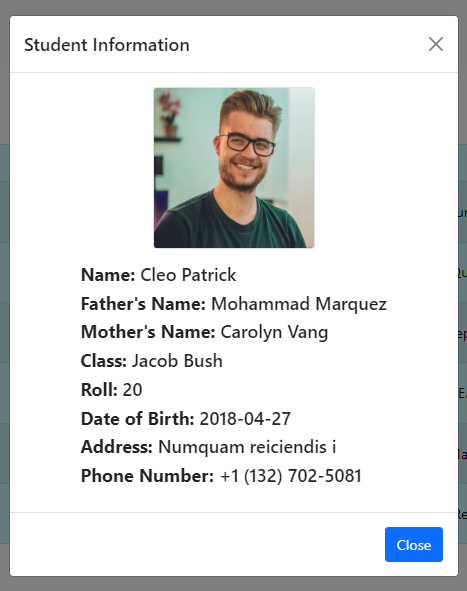 Student Information
Name: Cleo Patrick
Father's Name: Mohammad Marquez
Mother's Name: Carolyn Vang
Class: Jacob Bush
Roll: 20
Date of Birth: 2018-04-27
Address: Numquam reiciendis i
Phone Number: +1 (132) 702-5081
Close